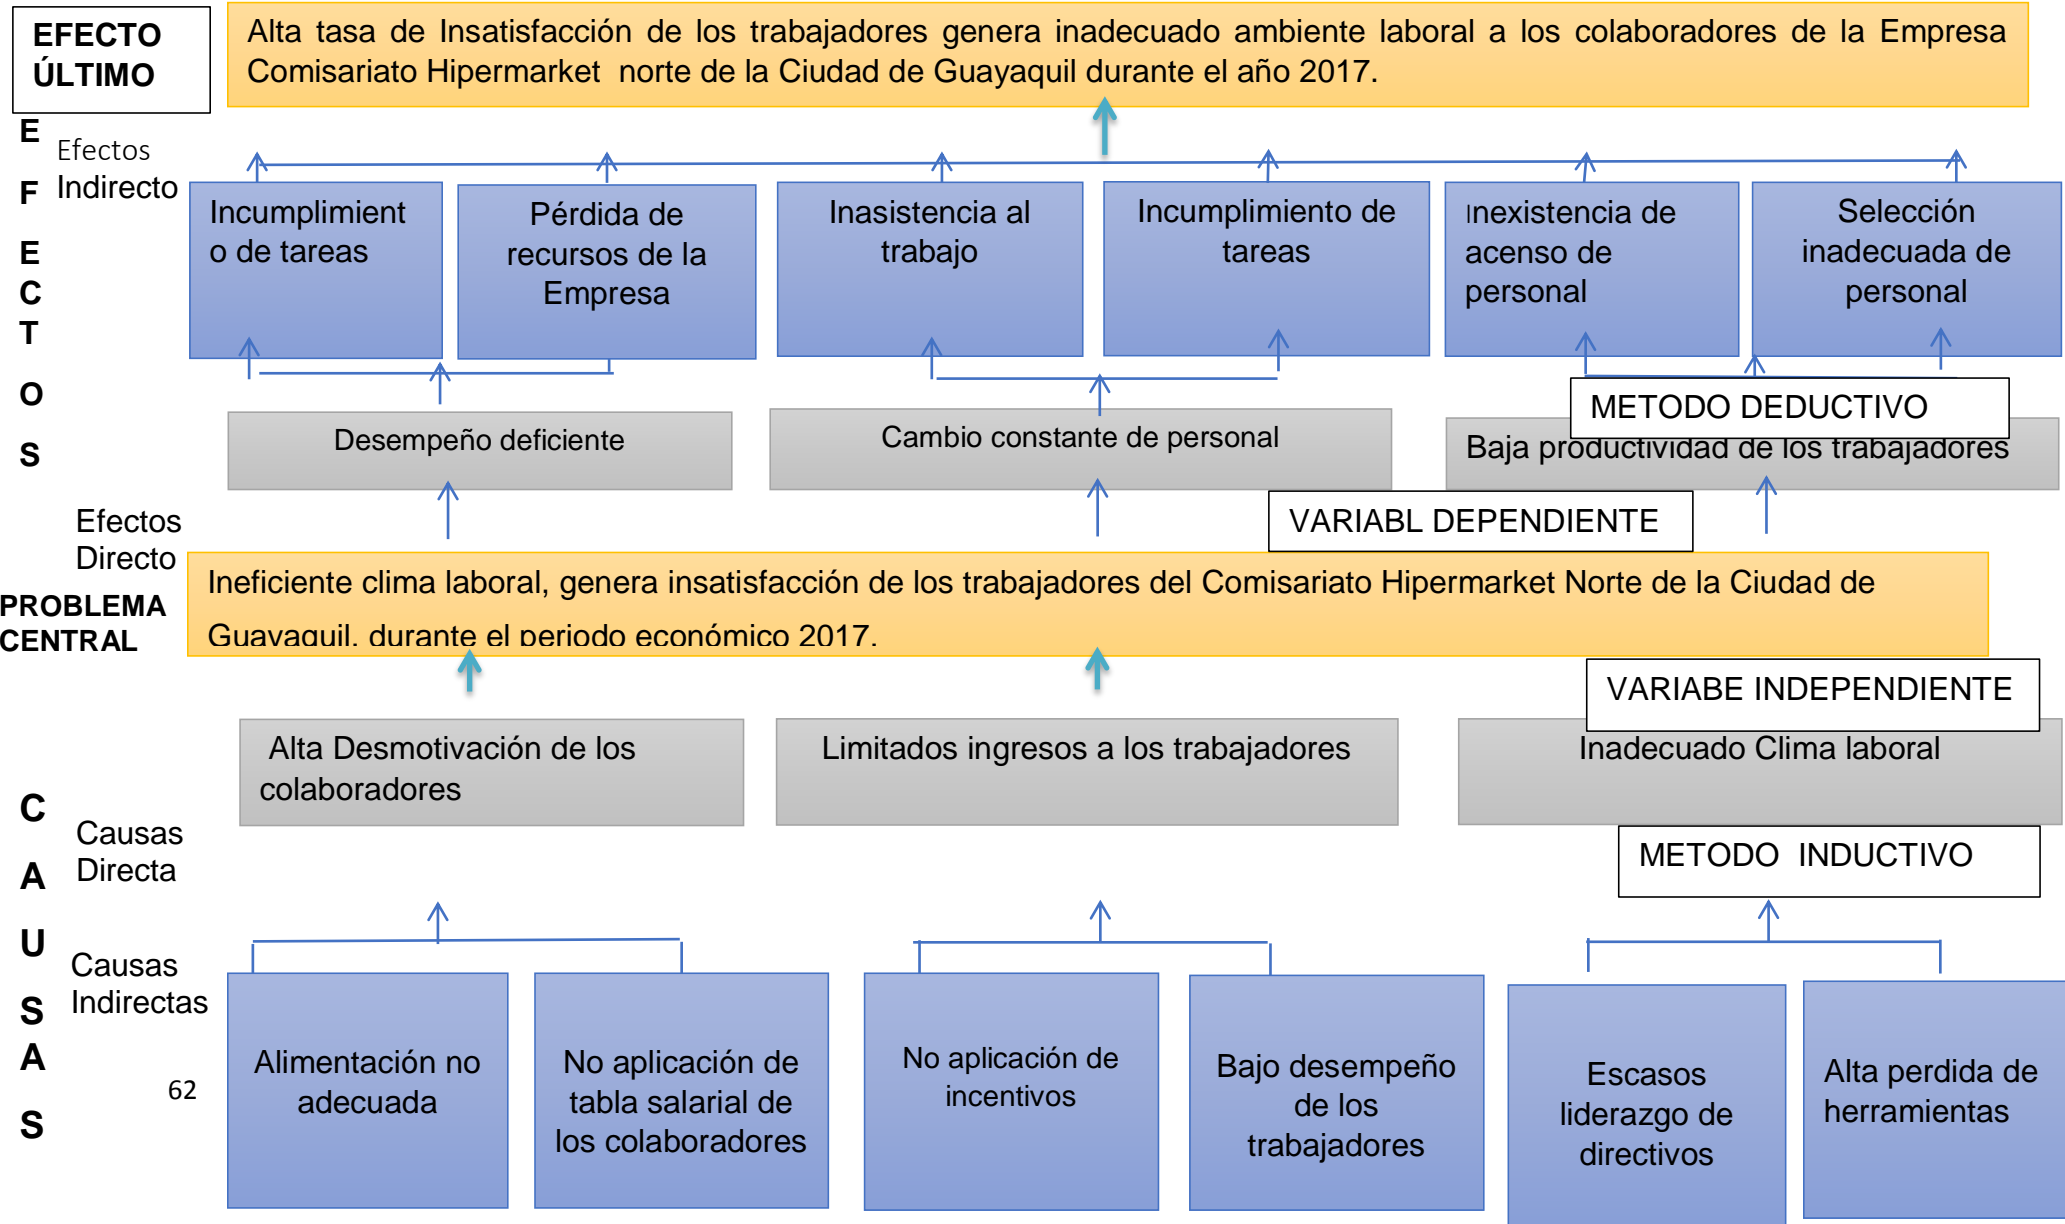 EFECTO
ÚLTIMO
Alta tasa de Insatisfacción de los trabajadores genera inadecuado ambiente laboral a los colaboradores de la Empresa
Comisariato Hipermarket norte de la Ciudad de Guayaquil durante el año 2017.
E
F
E
C
T
O
S
Efectos
Indirecto
Incumplimient
o de tareas
Pérdida de
recursos de la
Empresa
Inasistencia al
trabajo
Incumplimiento de
tareas
Inexistencia de
acenso de
personal
Selección
inadecuada de
personal
METODO DEDUCTIVO
Desempeño deficiente
Cambio constante de personal
Baja productividad de los trabajadores
Efectos
Directo
VARIABL DEPENDIENTE
PROBLEMA
CENTRAL
Ineficiente clima laboral, genera insatisfacción de los trabajadores del Comisariato Hipermarket Norte de la Ciudad de
Guayaquil, durante el periodo económico 2017.
VARIABE INDEPENDIENTE
Alta Desmotivación de los
colaboradores
Limitados ingresos a los trabajadores
Inadecuado Clima laboral
C
A
U
S
A
S
Causas
Directa
METODO INDUCTIVO
Causas
Indirectas
Alimentación no
adecuada
No aplicación de
tabla salarial de
los colaboradores
No aplicación de
incentivos
Bajo desempeño
de los
trabajadores
Escasos
liderazgo de
directivos
Alta perdida de
herramientas
62